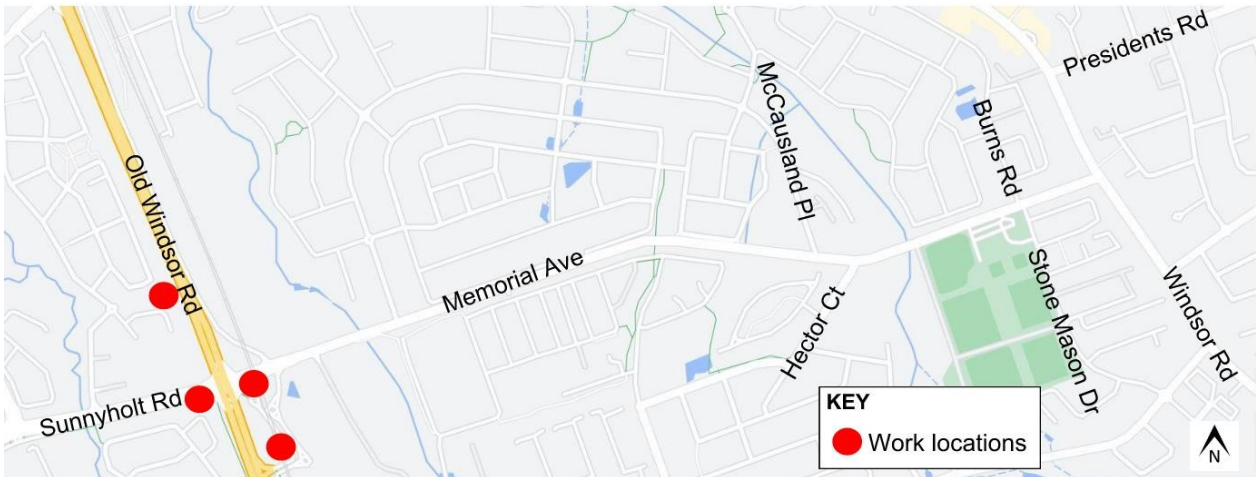 Presidents Rd
McCausland Pl
Burns Rd
Old Windsor Rd
Memorial Ave
Stone Mason Dr
Windsor Rd
Hector Ct
Sunnyholt Rd
KEY
Work locations
N